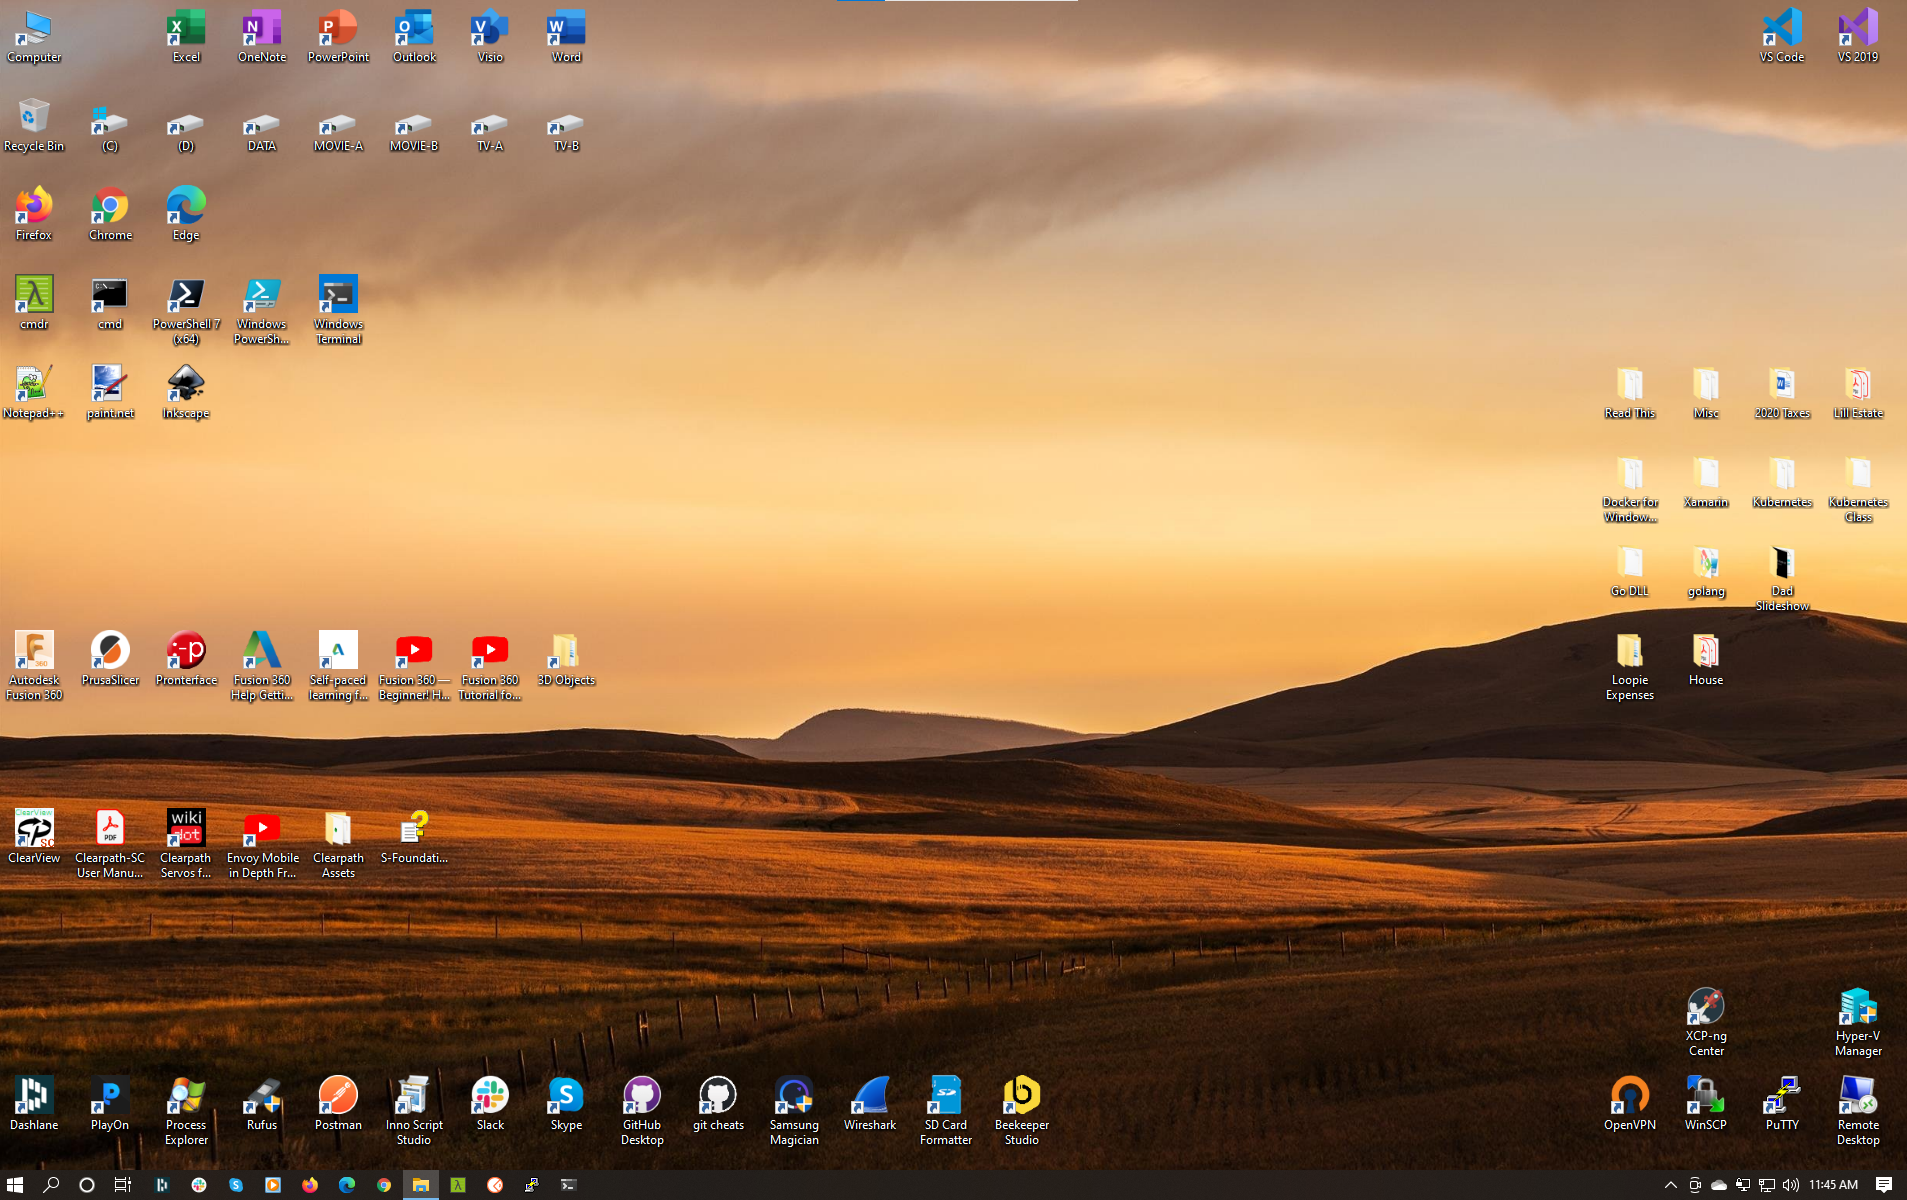 Computer
Excel
OneNote
PowerPoint
Outlook
Visio
Word
VS Code
VS 2019
Recycle Bin
(C)
(D)
DATA
MOVIE-A
MOVIE-B
TV-A
TV-B
Firefox
Chrome
Edge
cmdr
cmd
PowerShell 7
(x64)
Windows
PowerSh...
Windows
Terminal
Notepad++
paint.net
Inkscape
Read This
Misc
2020 Taxes
Lill Estate
Docker for
Window...
Xamarin
Kubernetes
Kubernetes
Class
Go DLL
golang
Dad
Slideshow
Autodesk
Fusion 360
PrusaSlicer
Pronterface
Fusion 360
Help Getti...
Self-paced
learning f...
Fusion 360 —
Beginner! H...
Fusion 360
Tutorial fo...
3D Objects
Loopie
Expenses
House
ClearView
Clearpath-SC
User Manu...
Clearpath
Servos f...
Envoy Mobile
in Depth Fr...
Clearpath
Assets
S-Foundati...
XCP-ng
Center
Hyper-V
Manager
Dashlane
PlayOn
Process
Explorer
Rufus
Postman
Inno Script
Studio
Slack
Skype
GitHub
Desktop
git cheats
Samsung
Magician
Wireshark
SD Card
Formatter
Beekeeper
Studio
OpenVPN
WinSCP
PuTTY
Remote
Desktop
11:45 AM